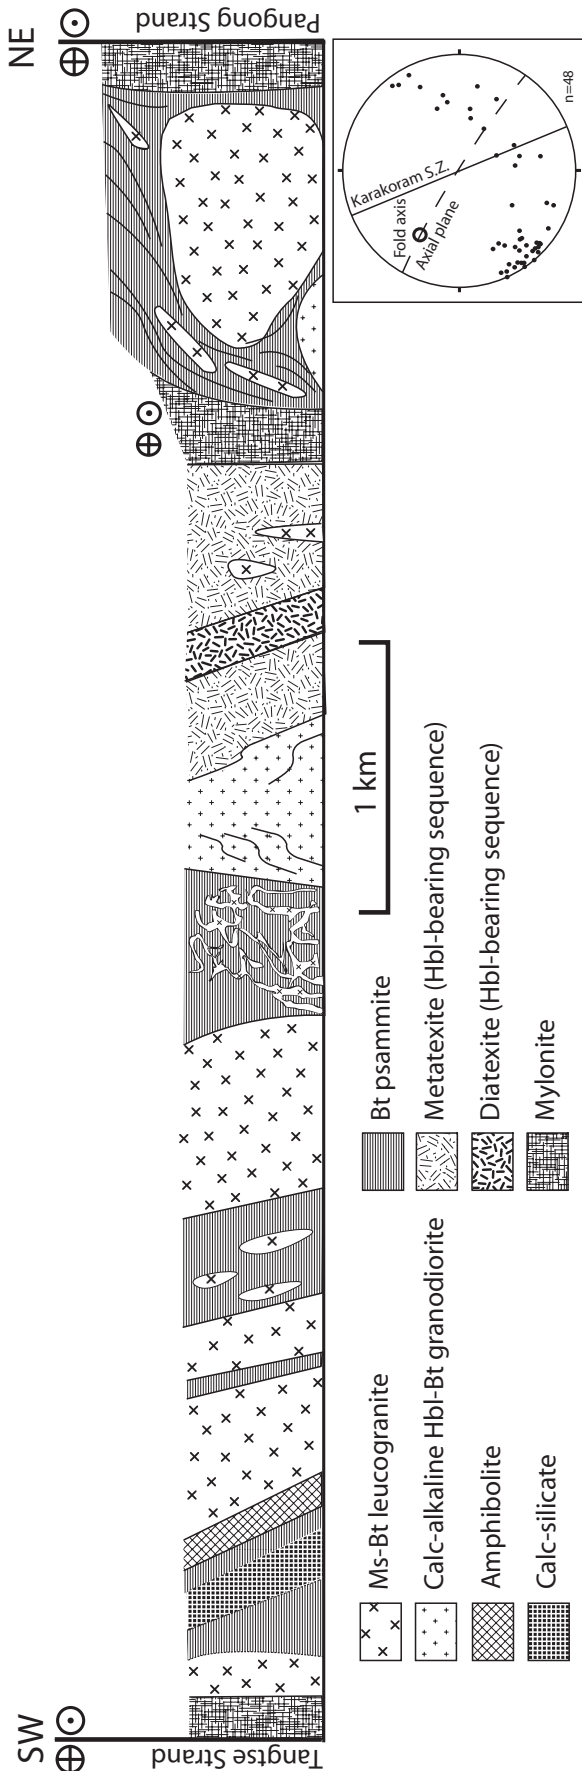 SW
NE
Tangtse Strand
Pangong Strand
1 km
Ms-Bt leucogranite
Calc-alkaline Hbl-Bt granodiorite
Amphibolite
Calc-silicate
Bt psammite
Metatexite (Hbl-bearing sequence)
Diatexite (Hbl-bearing sequence)
Mylonite
Karakoram S.Z.
Fold axis
Axial plane
n=48